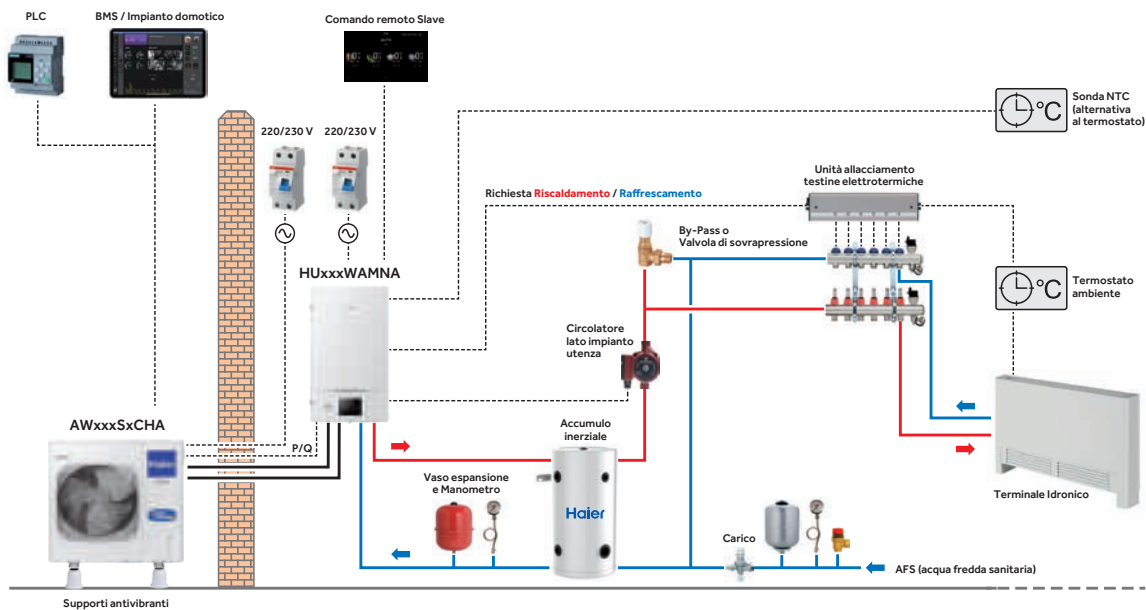 PLC
BMS / Impianto domotico
Comando remoto Slave
Sonda NTC
(alternativa
al termostato)
°C
220/230 V
220/230 V
Unità allacciamento
testine elettrotermiche
Richiesta Riscaldamento / Raffrescamento
By-Pass o
Valvola di sovrapressione
HUxxxWAMNA
Termostato
ambiente
°C
Circolatore
lato impianto
utenza
AWxxxSxCHA
P/Q
Accumulo
inerziale
Haier
Haier
Vaso espansione
e Manometro
Terminale Idronico
Carico
AFS (acqua fredda sanitaria)
Supporti antivibranti